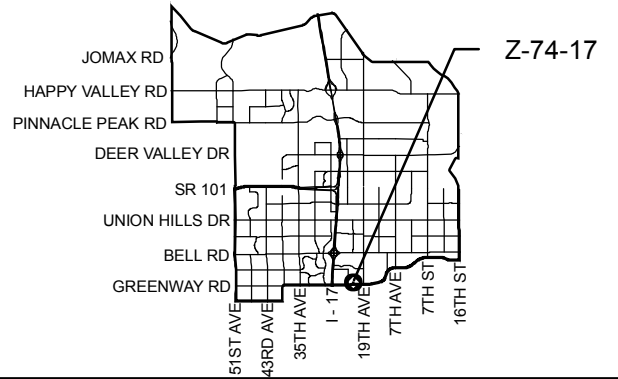 Z-74-17
JOMAX RD
HAPPY VALLEY RD
PINNACLE PEAK RD
DEER VALLEY DR
SR 101
UNION HILLS DR
BELL RD
GREENWAY RD
51ST AVE
43RD AVE
35TH AVE
I - 17
19TH AVE
7TH AVE
7TH ST
16TH ST